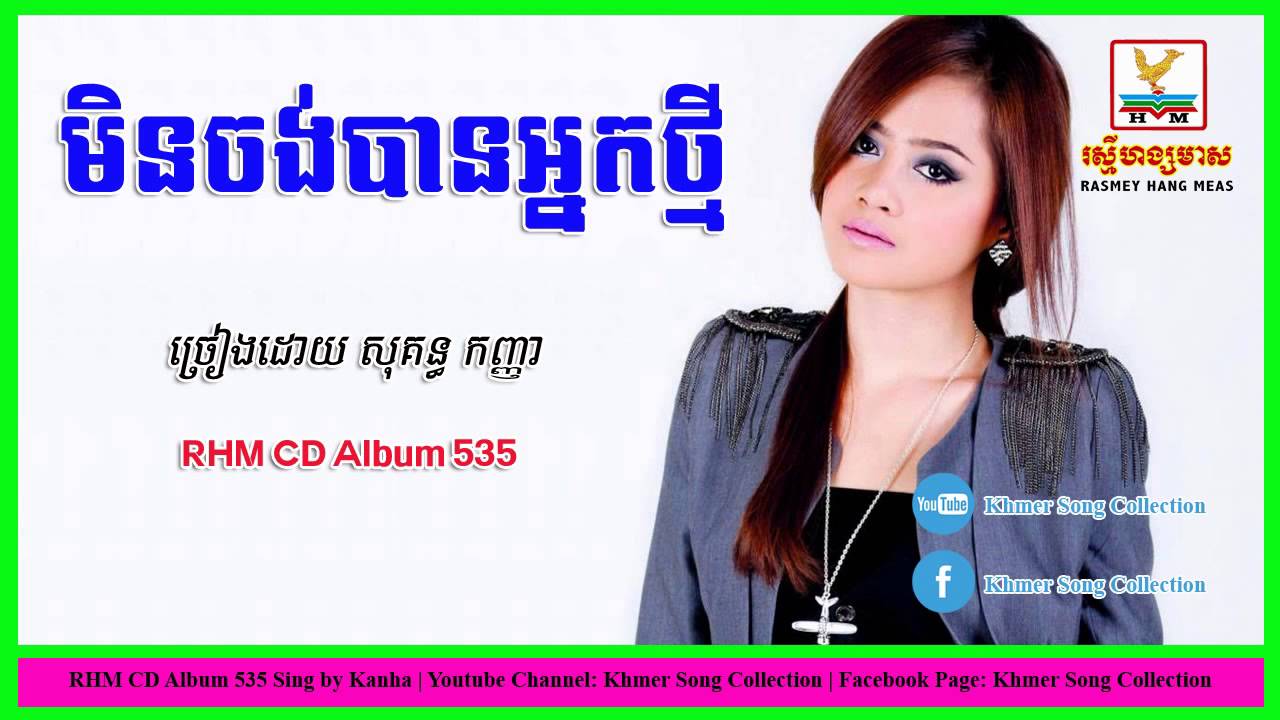 មិនចង់បានអ្នកថ្មី
HM
រស្មីហង្សមាស
RASMEY HANG MEAS
ច្រៀងដោយ សុគន្ធ កញ្ញា
RHM CD Album 535
YouTube Khmer Song Collection
f Khmer Song Collection
RHM CD Album 535 Sing by Kanha | Youtube Channel: Khmer Song Collection | Facebook Page: Khmer Song Collection